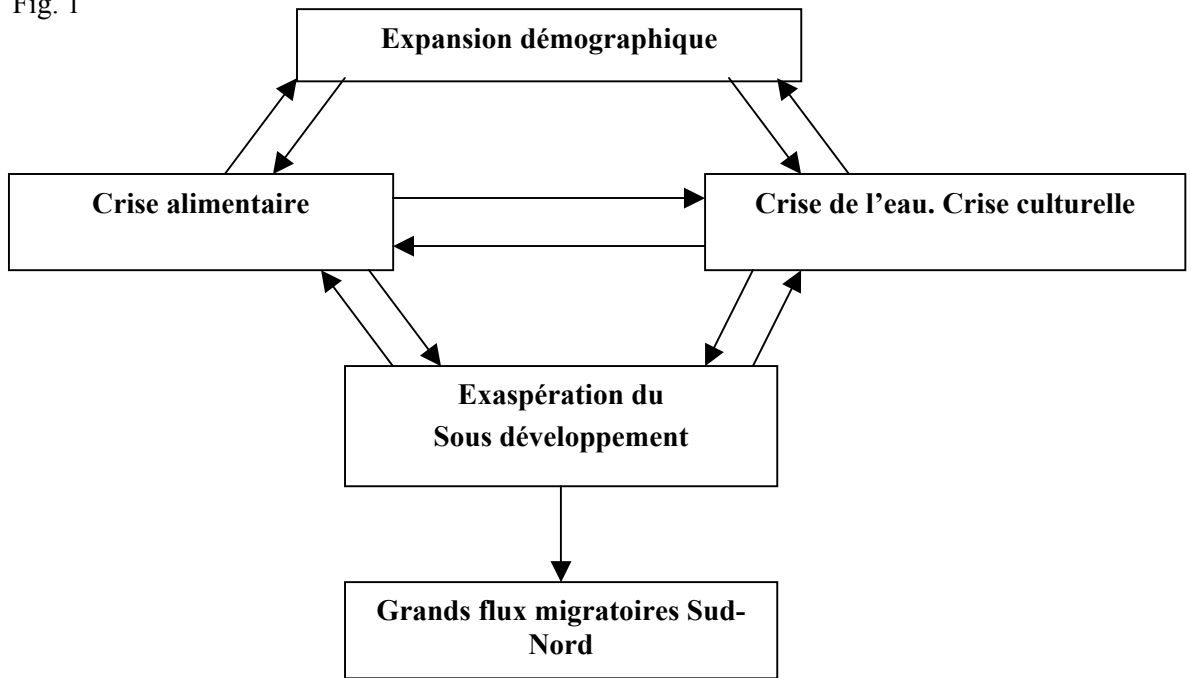 Fig. 1
Expansion démographique
Crise alimentaire
Crise de l’eau. Crise culturelle
Exaspération du
Sous développement
Grands flux migratoires Sud-
Nord